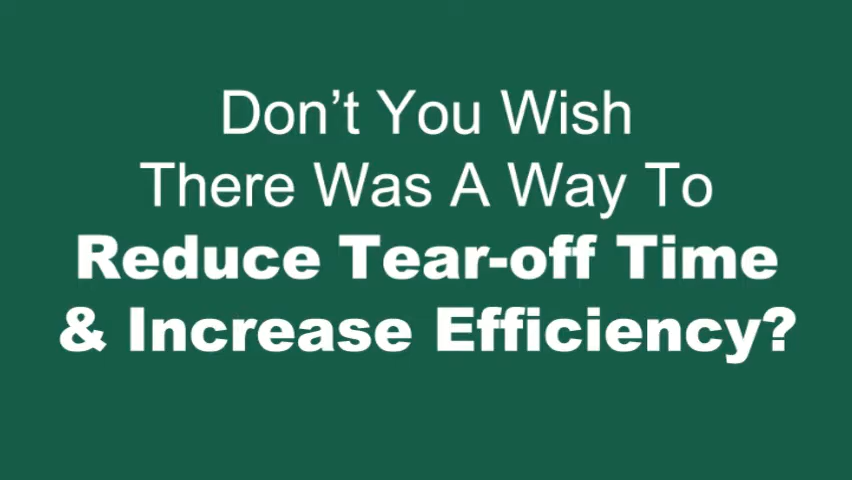 Don’t You Wish
There Was A Way To
Reduce Tear-off Time
& Increase Efficiency?